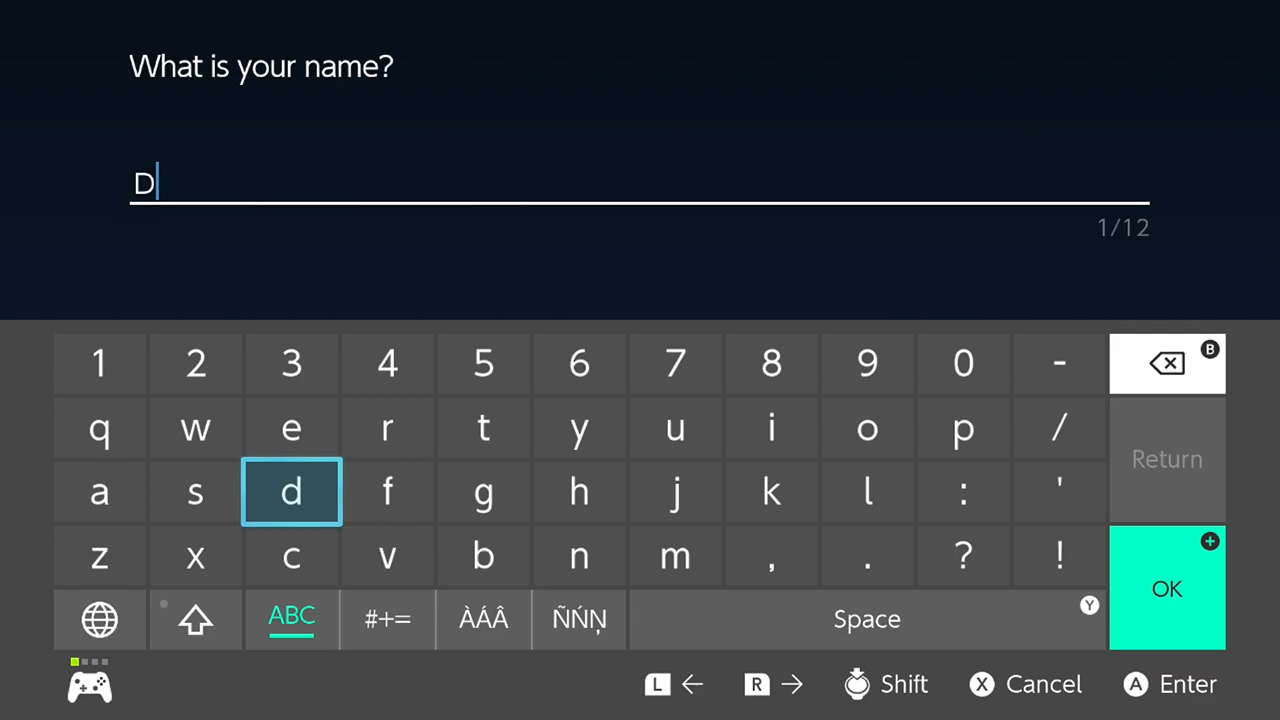 What is your name?
D
1/12
1 2 3 4 5 6 7 8 9 0 - B
q w e r t y u i o p /
Return
a s d f g h j k l : '
z x c v b n m , . ? ! +
OK
ABC #+= ÀÁÂ ÑŃŅ Space Y
L ← R → Shift X Cancel A Enter